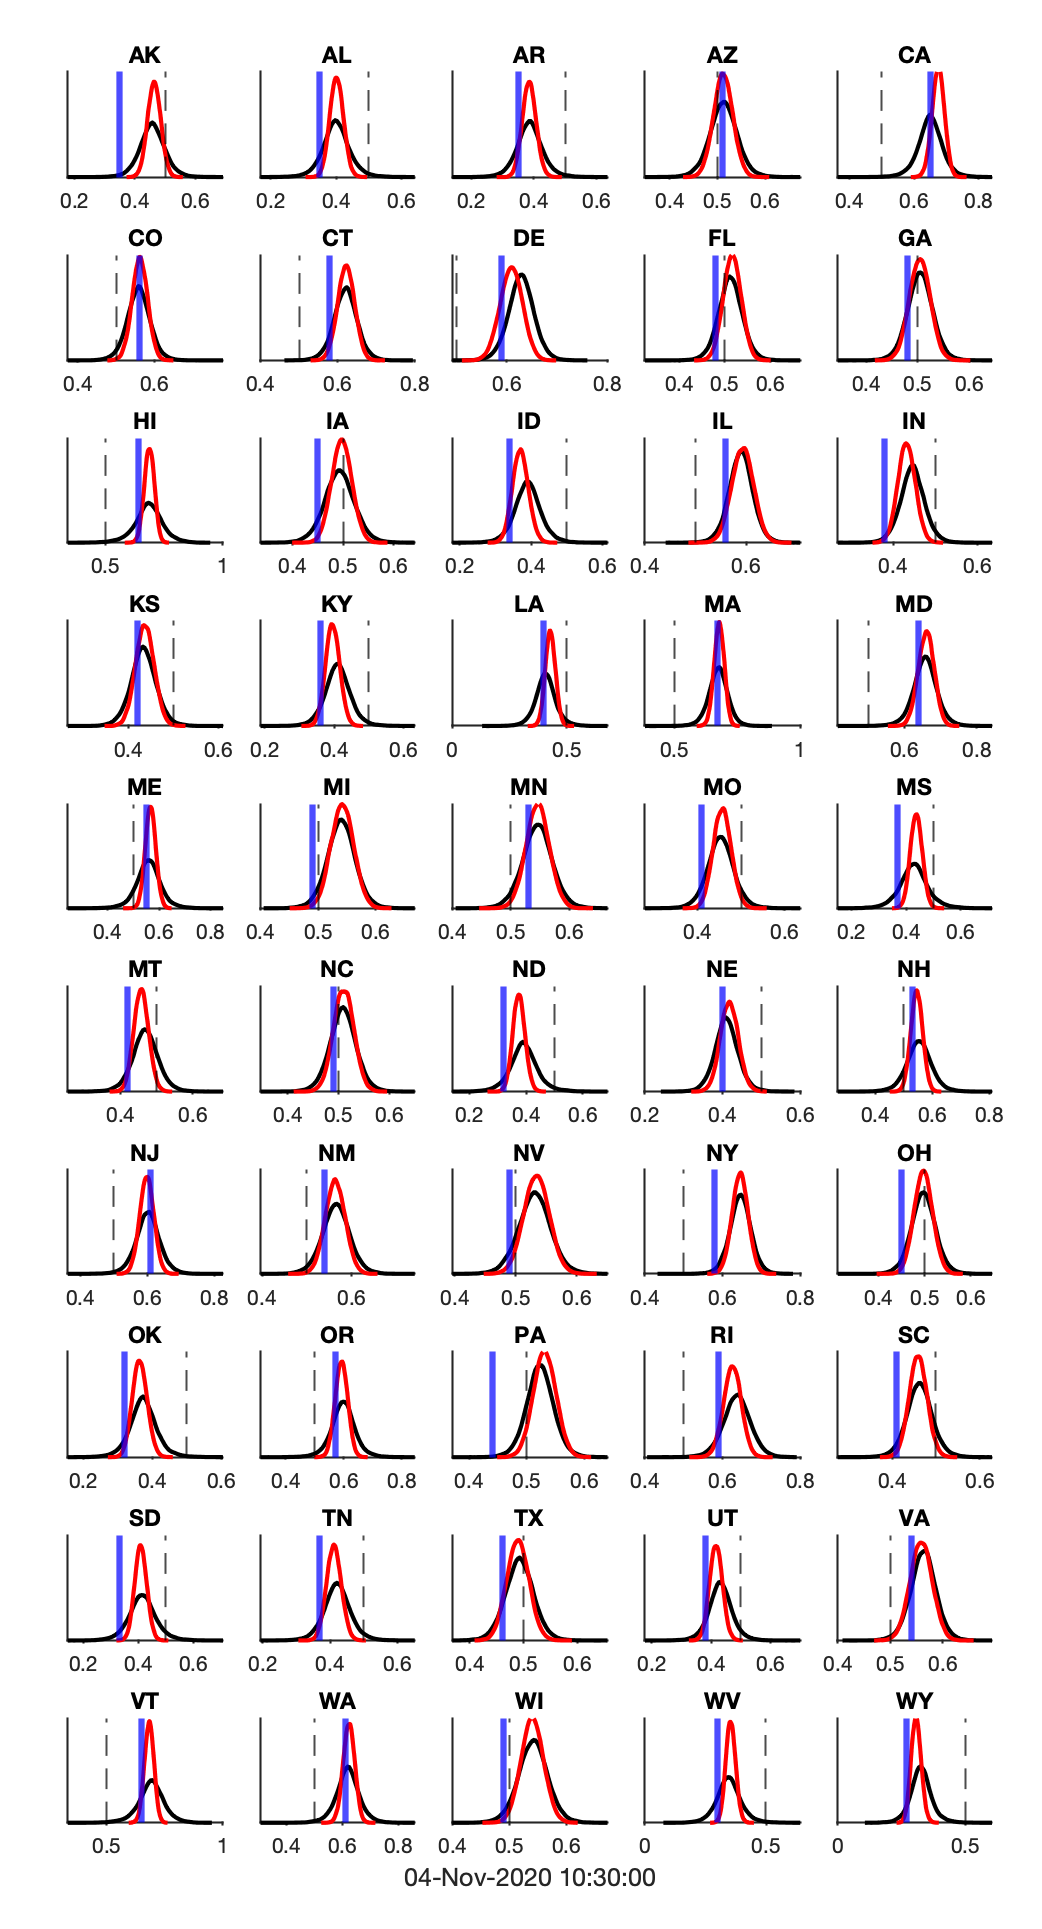 AK AL AR AZ CA
0.2 0.4 0.6 0.2 0.4 0.6 0.2 0.4 0.6 0.4 0.5 0.6 0.4 0.6 0.8
CO CT DE FL GA
0.4 0.6 0.4 0.6 0.8 0.6 0.8 0.4 0.5 0.6 0.4 0.5 0.6
HI IA ID IL IN
0.5 1 0.4 0.5 0.6 0.2 0.4 0.6 0.4 0.6 0.4 0.6
KS KY LA MA MD
0.4 0.6 0.2 0.4 0.6 0 0.5 0.5 1 0.6 0.8
ME MI MN MO MS
0.4 0.6 0.8 0.4 0.5 0.6 0.4 0.5 0.6 0.4 0.6 0.2 0.4 0.6
MT NC ND NE NH
0.4 0.6 0.4 0.5 0.6 0.2 0.4 0.6 0.2 0.4 0.6 0.4 0.6 0.8
NJ NM NV NY OH
0.4 0.6 0.8 0.4 0.6 0.4 0.5 0.6 0.4 0.6 0.8 0.4 0.5 0.6
OK OR PA RI SC
0.2 0.4 0.6 0.4 0.6 0.8 0.4 0.5 0.6 0.4 0.6 0.8 0.4 0.6
SD TN TX UT VA
0.2 0.4 0.6 0.2 0.4 0.6 0.4 0.5 0.6 0.2 0.4 0.6 0.4 0.5 0.6
VT WA WI WV WY
0.5 1 0.4 0.6 0.8 0.4 0.5 0.6 0 0.5 0 0.5
04-Nov-2020 10:30:00